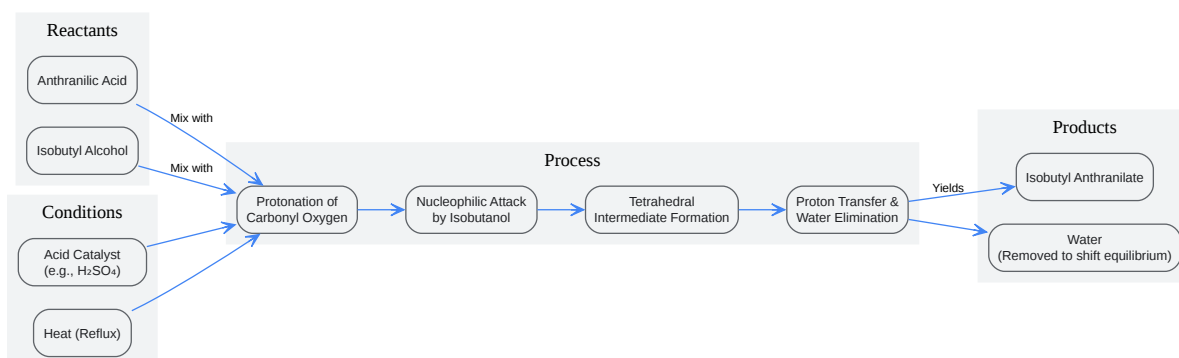 Reactants
Anthranilic Acid
Mix with
Isobutyl Alcohol
Mix with
Conditions
Acid Catalyst
(e.g., H₂SO₄)
Heat (Reflux)
Process
Protonation of
Carbonyl Oxygen
Nucleophilic Attack
by Isobutanol
Tetrahedral
Intermediate Formation
Proton Transfer &
Water Elimination
Yields
Products
Isobutyl Anthranilate
Water
(Removed to shift equilibrium)